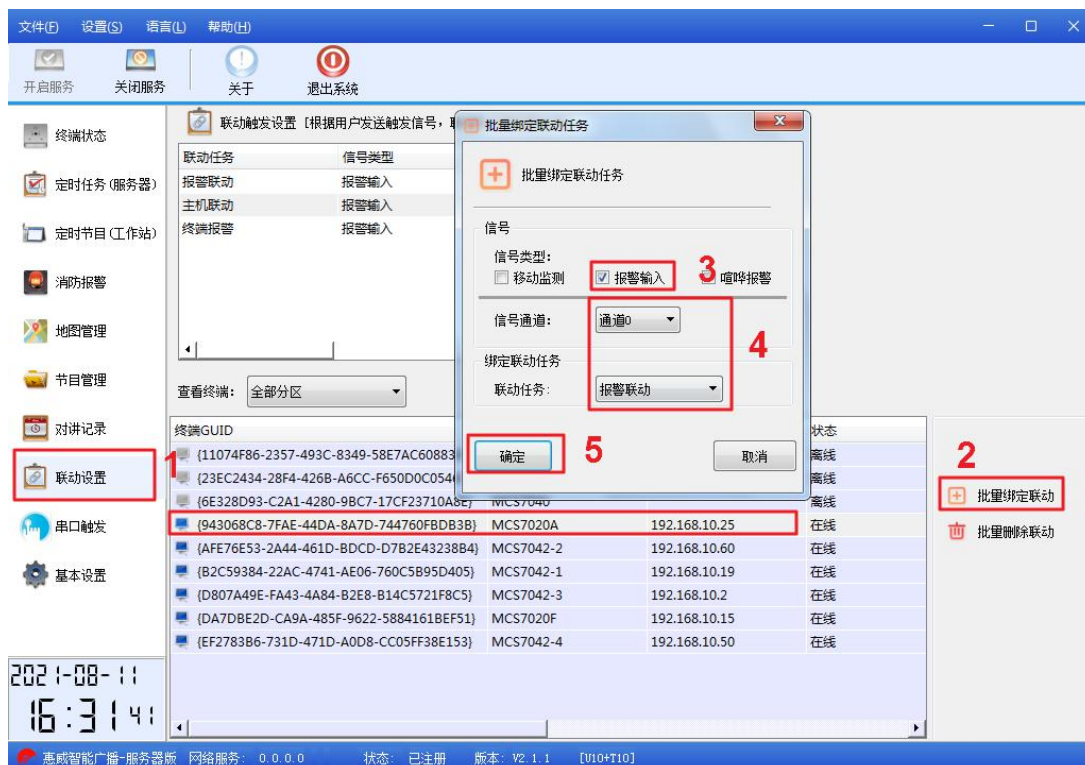 文件(F) 设置(S) 语言(L) 帮助(H)
开启服务 关闭服务 关于 退出系统
终端状态
定时任务(服务器)
定时节目(工作站)
消防报警
地图管理
节目管理
对讲记录
联动设置
串口触发
基本设置
1
联动触发设置 [根据用户发送触发信号，
联动任务 信号类型
报警联动 报警输入
主机联动 报警输入
终端报警 报警输入
查看终端: 全部分区
批量绑定联动任务
批量绑定联动任务
信号
信号类型:
移动监测 报警输入 3 喧哗报警
信号通道: 通道0
4
绑定联动任务
联动任务: 报警联动
确定 5 取消
终端GUID 状态
{11074F86-2357-493C-8349-58E7AC60883 离线
{23EC2434-28F4-426B-A6CC-F650D0C054 离线
{6E328D93-C2A1-4280-9BC7-17CF23710A8E} MCS7040 离线
{943068C8-7FAE-44DA-8A7D-744760FBDB3B} MCS7020A 192.168.10.25 在线
{AFE76E53-2A44-461D-BDCD-D7B2E43238B4} MCS7042-2 192.168.10.60 在线
{B2C59384-22AC-4741-AE06-760C5B95D405} MCS7042-1 192.168.10.19 在线
{D807A49E-FA43-4A84-B2E8-B14C5721F8C5} MCS7042-3 192.168.10.2 在线
{DA7DBE2D-CA9A-485F-9622-5884161BEF51} MCS7020F 192.168.10.15 在线
{EF2783B6-731D-471D-A0D8-CC05FF38E153} MCS7042-4 192.168.10.50 在线
2
批量绑定联动
批量删除联动
2021-08-11
16:31 41
惠威智能广播-服务器版 网络服务: 0.0.0.0 状态: 已注册 版本: V2.1.1 [U10+T10]